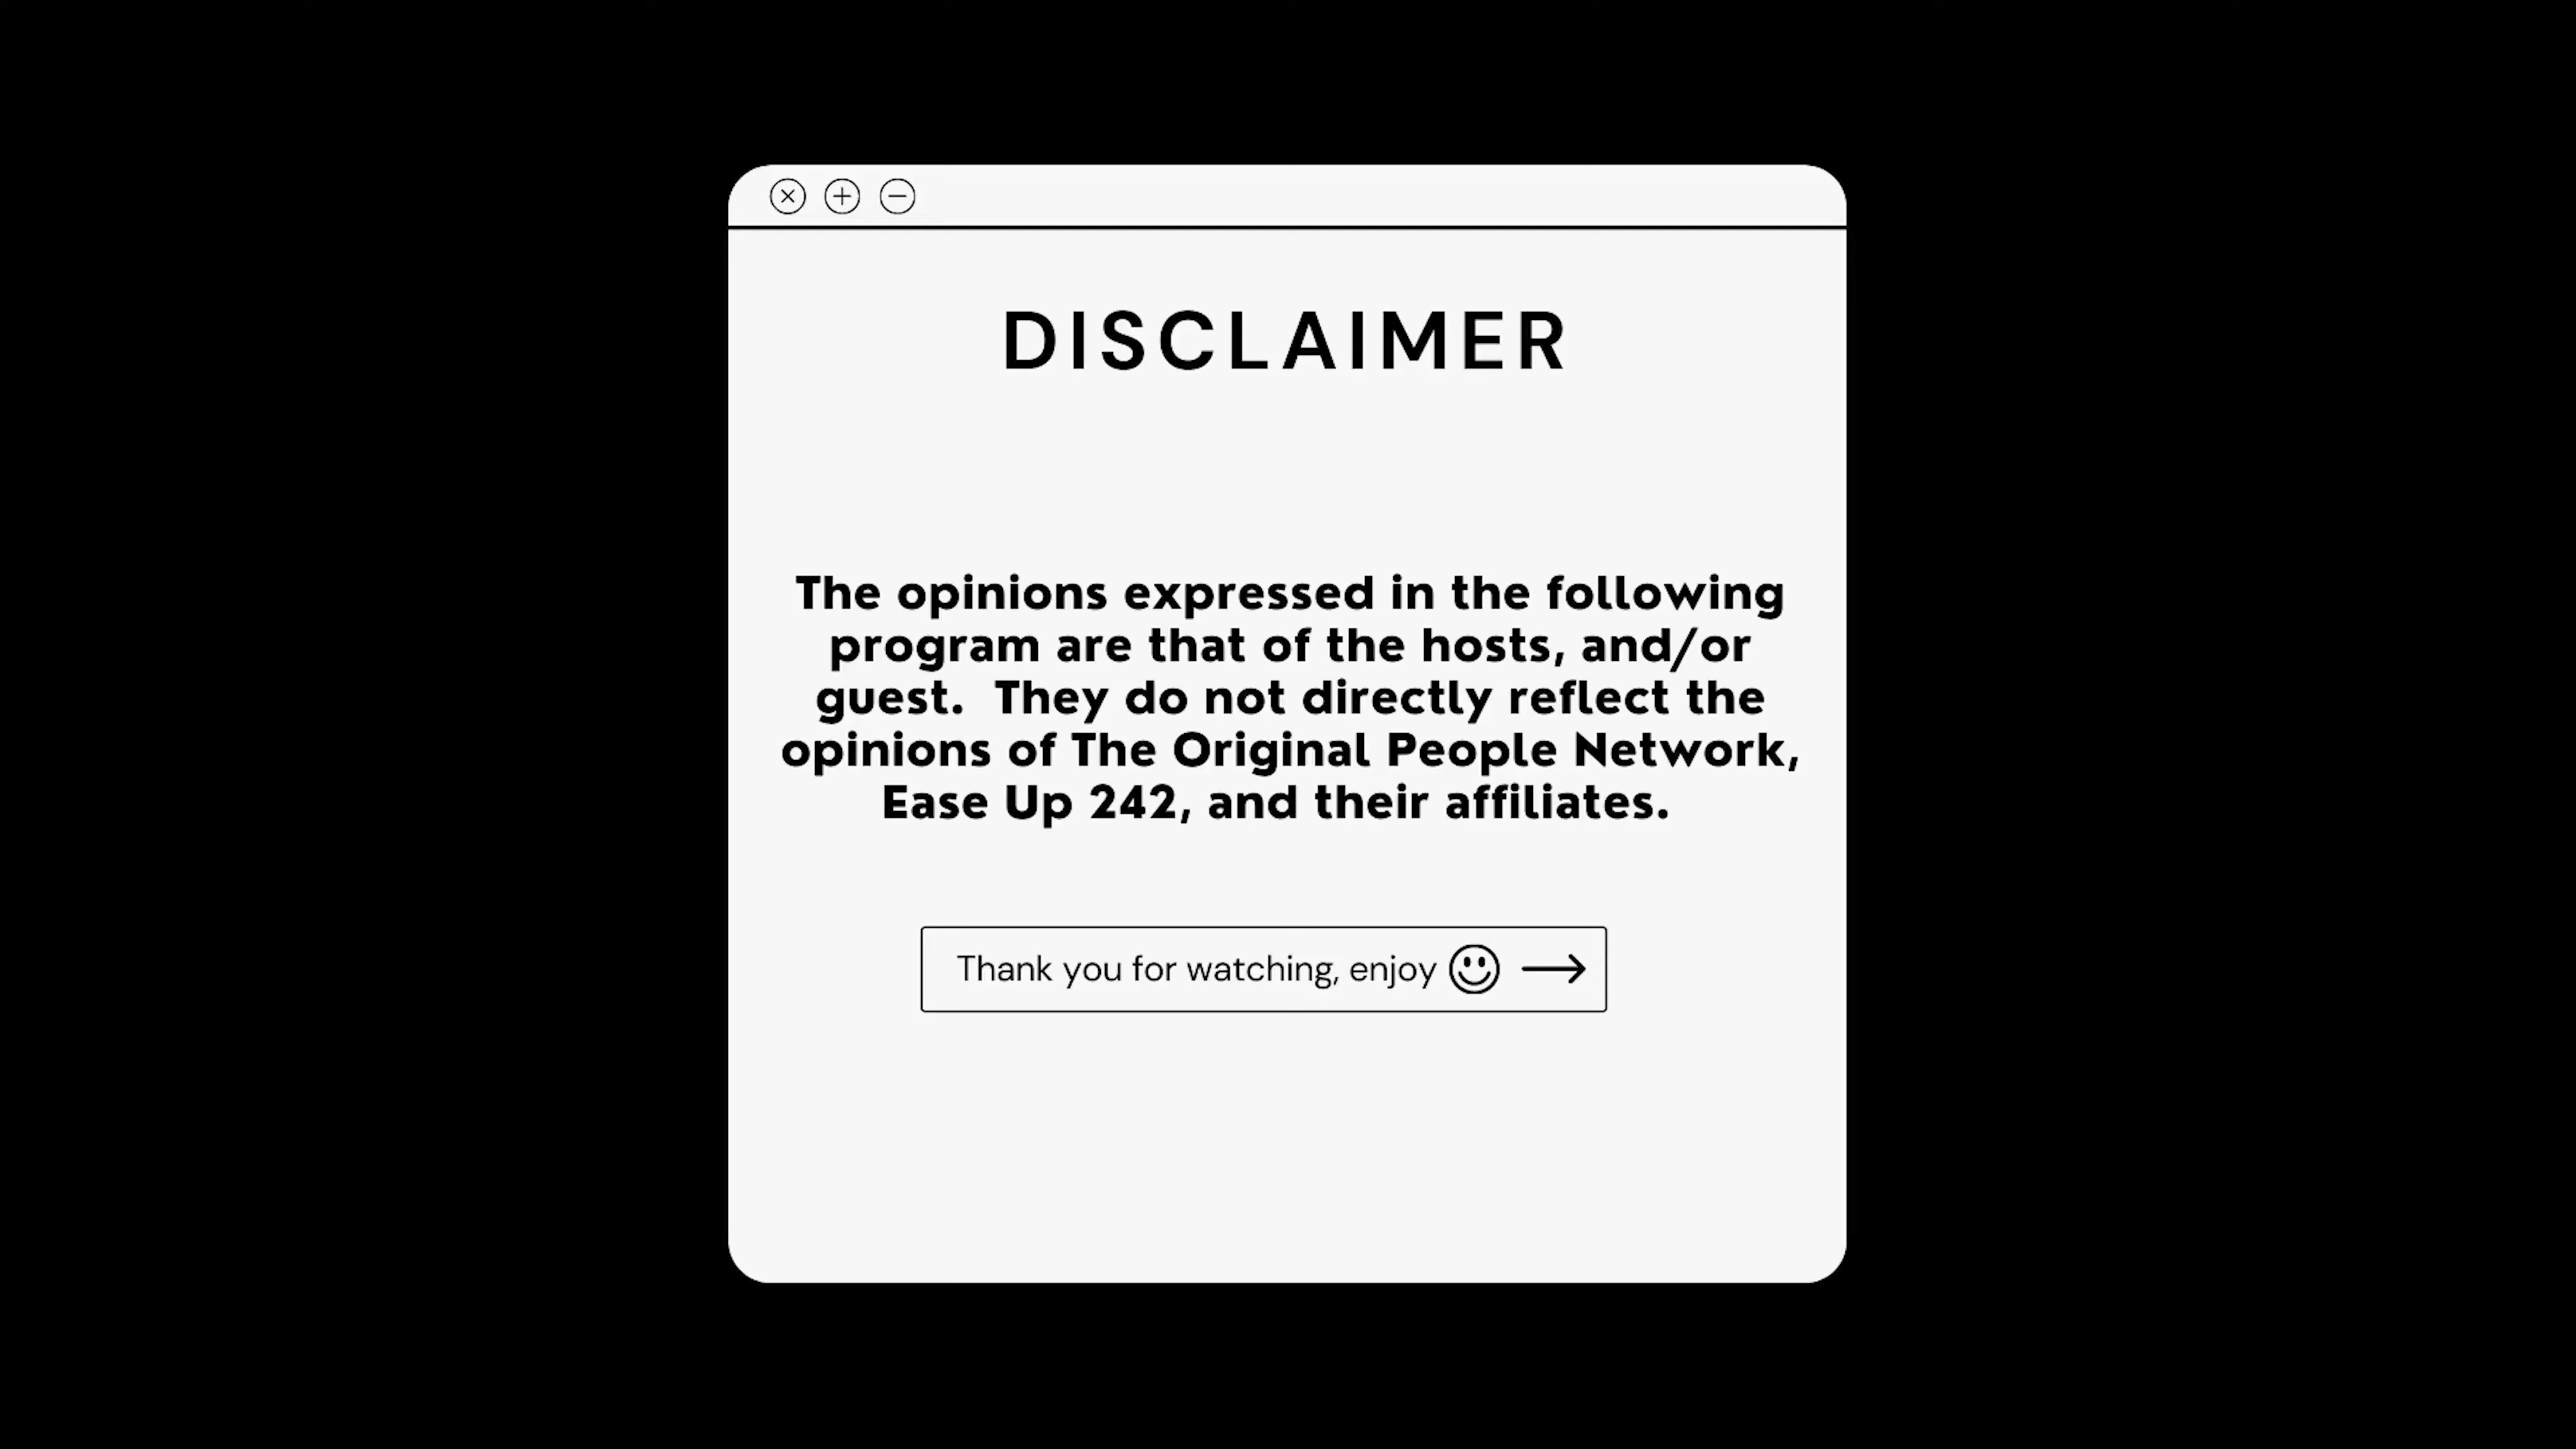 DISCLAIMER
The opinions expressed in the following
program are that of the hosts, and/or
guest.  They do not directly reflect the
opinions of The Original People Network,
Ease Up 242, and their affiliates.
Thank you for watching, enjoy